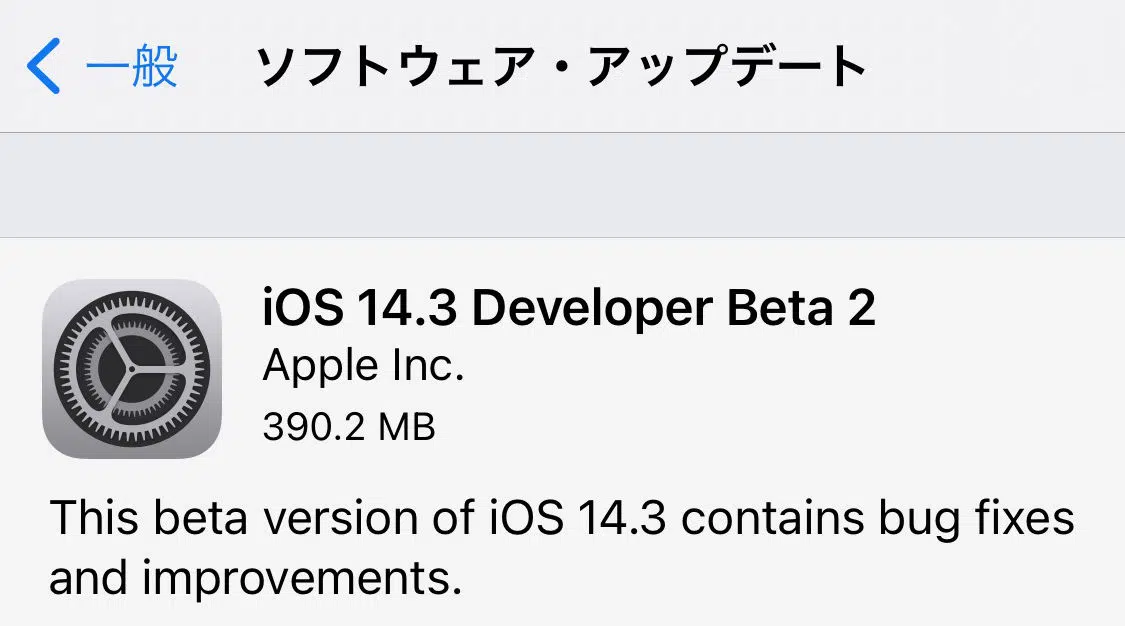 一般 ソフトウェア・アップデート
iOS 14.3 Developer Beta 2
Apple Inc.
390.2 MB
This beta version of iOS 14.3 contains bug fixes
and improvements.